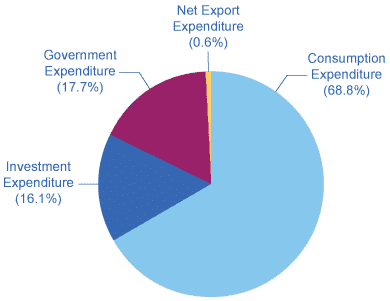 Net Export
Expenditure
(0.6%)
Government
Expenditure
(17.7%)
Consumption
Expenditure
(68.8%)
Investment
Expenditure
(16.1%)